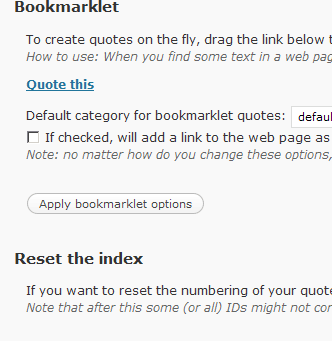 Bookmarklet
To create quotes on the fly, drag the link below
How to use: When you find some text in a web
Quote this
Default category for bookmarklet quotes: defau
If checked, will add a link to the web page as
Note: no matter how do you change these options,
Apply bookmarklet options
Reset the index
If you want to reset the numbering of your quote
Note that after this some (or all) IDs might not